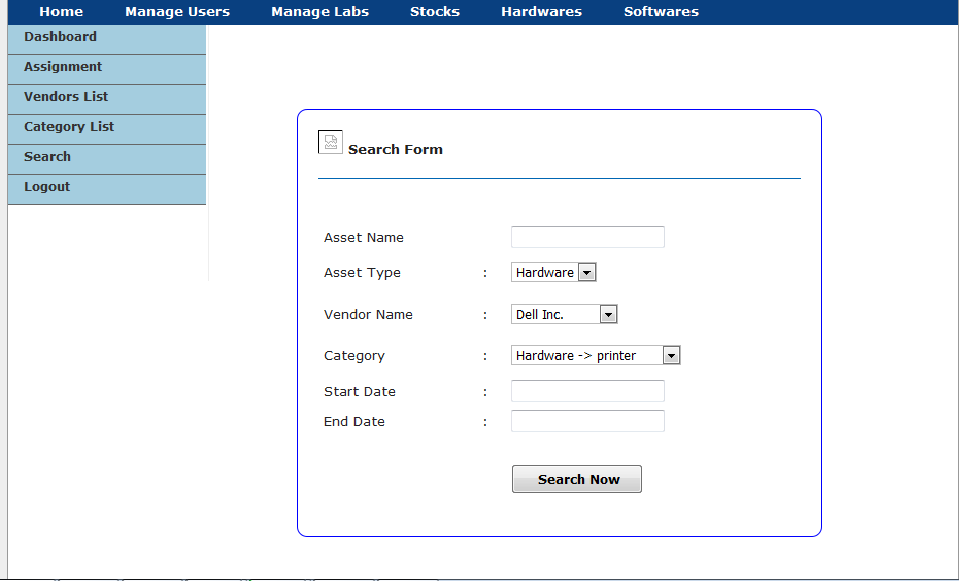 Home Manage Users Manage Labs Stocks Hardwares Softwares
Dashboard
Assignment
Vendors List
Category List
Search
Logout
Search Form
Asset Name
Asset Type : Hardware
Vendor Name : Dell Inc.
Category : Hardware -> printer
Start Date :
End Date :
Search Now